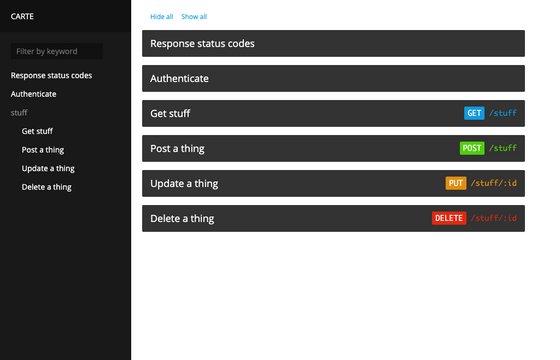 CARTE
Filter by keyword
Response status codes
Authenticate
stuff
Get stuff
Post a thing
Update a thing
Delete a thing
Hide all Show all
Response status codes
Authenticate
Get stuff GET /stuff
Post a thing POST /stuff
Update a thing PUT /stuff/:id
Delete a thing DELETE /stuff/:id